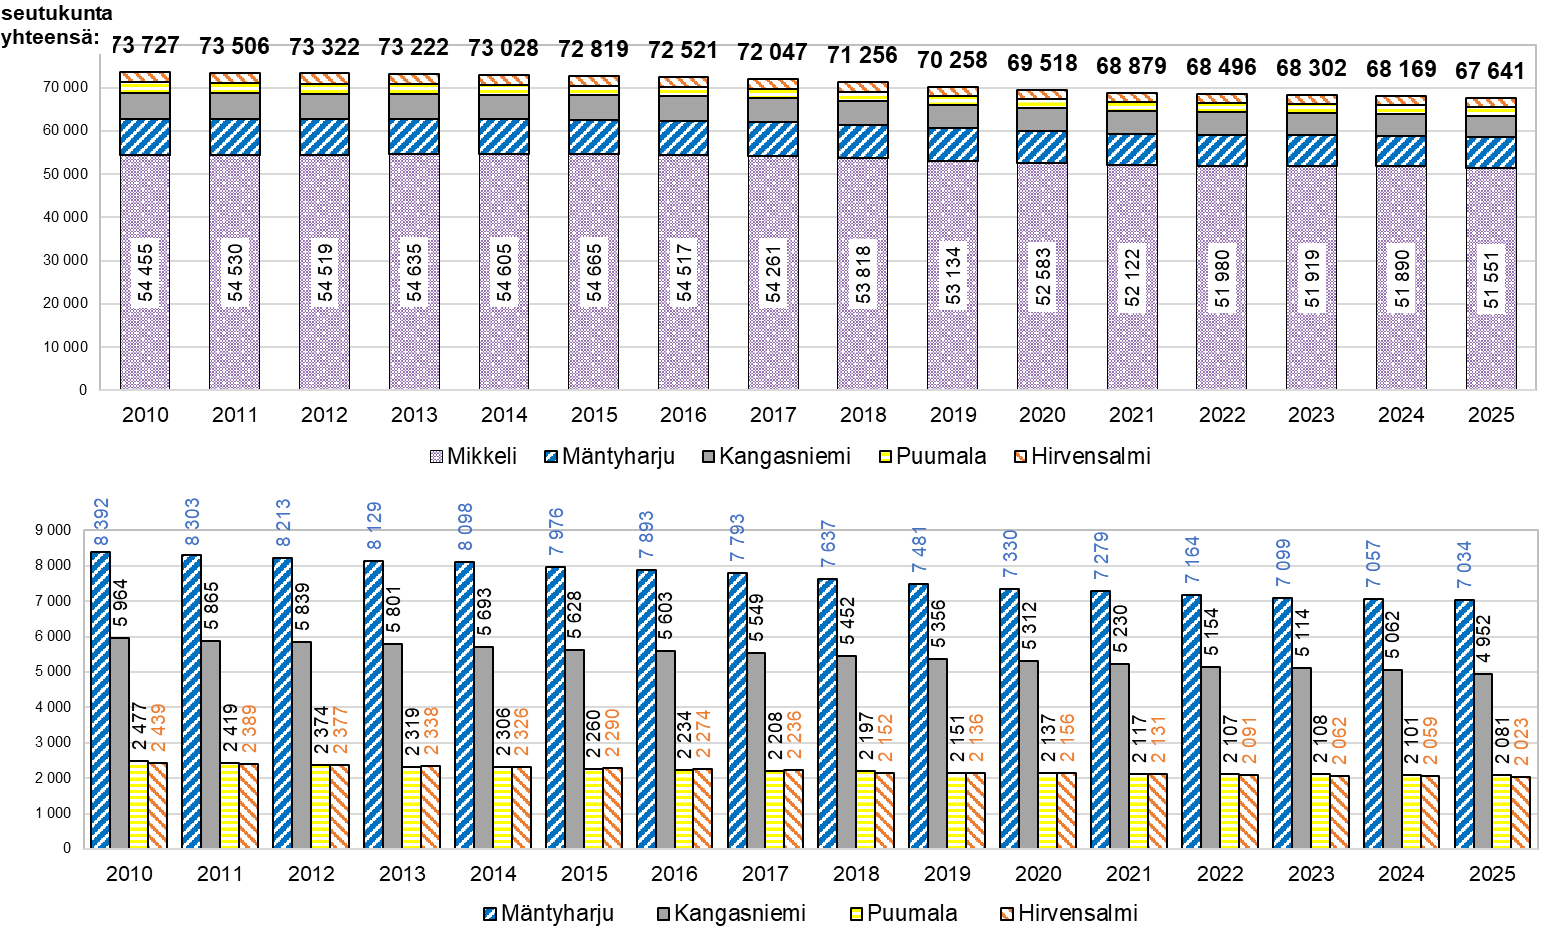 seutukunta
yhteensä:
73 727 73 506 73 322 73 222 73 028 72 819 72 521 72 047 71 256 70 258 69 518 68 879 68 496 68 302 68 169 67 641
70 000
60 000
50 000
40 000
30 000
20 000
10 000
0
54 455 54 530 54 519 54 635 54 605 54 665 54 517 54 261 53 818 53 134 52 583 52 122 51 980 51 919 51 890 51 551
2010 2011 2012 2013 2014 2015 2016 2017 2018 2019 2020 2021 2022 2023 2024 2025
Mikkeli Mäntyharju Kangasniemi Puumala Hirvensalmi
9 000
8 000
7 000
6 000
5 000
4 000
3 000
2 000
1 000
0
8 392 8 303 8 213 8 129 8 098 7 976 7 893 7 793 7 637 7 481 7 330 7 279 7 164 7 099 7 057 7 034
5 964 5 865 5 839 5 801 5 693 5 628 5 603 5 549 5 452 5 356 5 312 5 230 5 154 5 114 5 062 4 952
2 477 2 419 2 374 2 319 2 306 2 260 2 234 2 208 2 197 2 151 2 137 2 117 2 107 2 108 2 101 2 081
2 439 2 389 2 377 2 338 2 326 2 290 2 274 2 236 2 152 2 136 2 156 2 131 2 091 2 062 2 059 2 023
2010 2011 2012 2013 2014 2015 2016 2017 2018 2019 2020 2021 2022 2023 2024 2025
Mäntyharju Kangasniemi Puumala Hirvensalmi